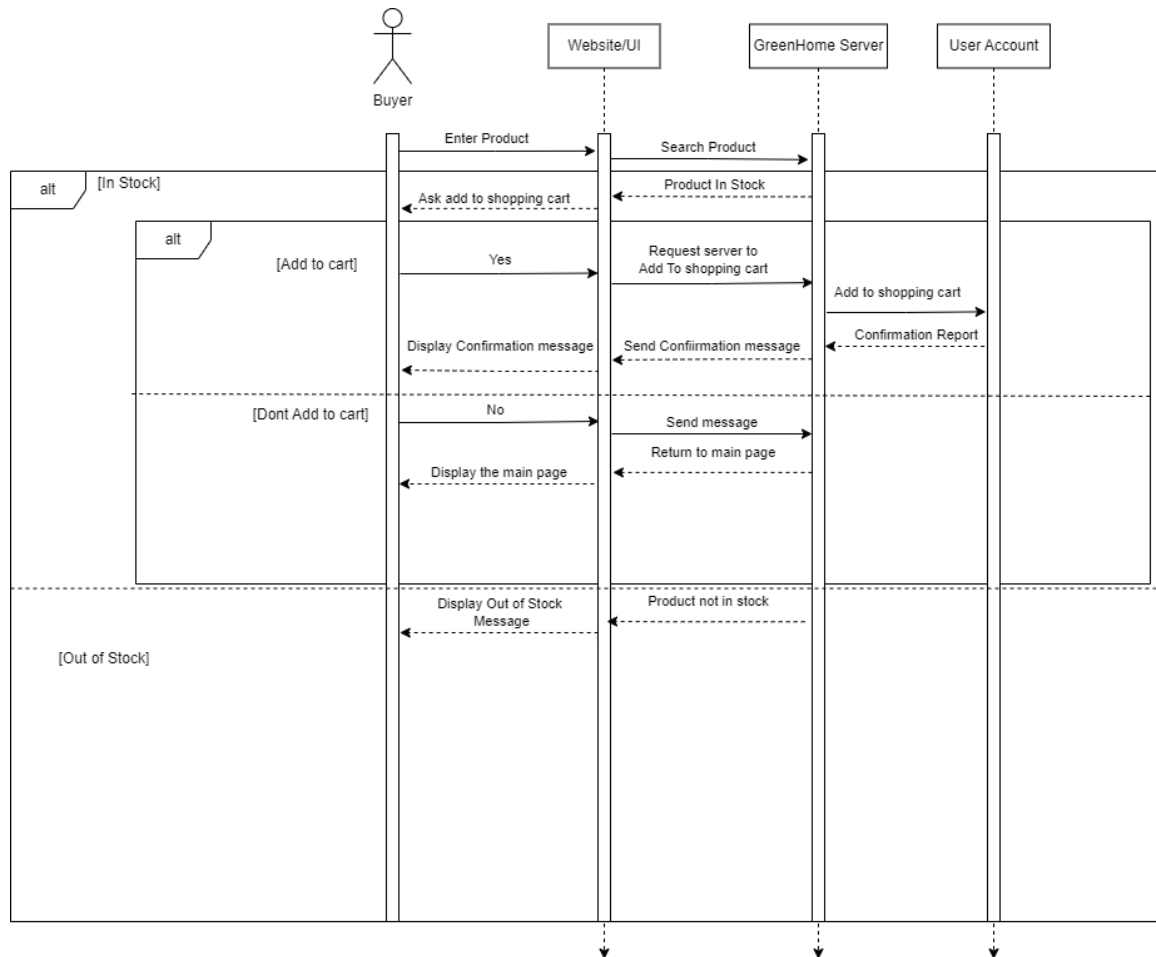 Website/UI
GreenHome Server
User Account
Buyer
Enter Product
Search Product
alt
[In Stock]
Product In Stock
Ask add to shopping cart
alt
[Add to cart]
Yes
Request server to
Add To shopping cart
Add to shopping cart
Confirmation Report
Display Confirmation message
Send Confiirmation message
[Dont Add to cart]
No
Send message
Return to main page
Display the main page
Display Out of Stock
Message
Product not in stock
[Out of Stock]